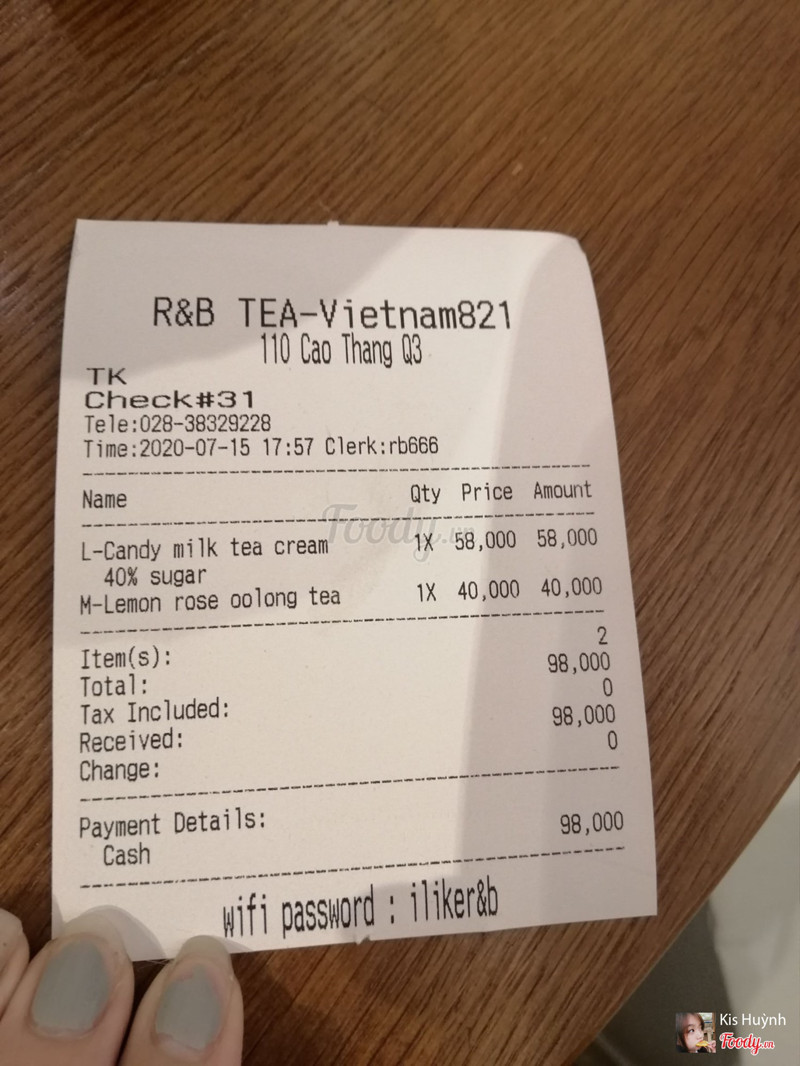 R&B TEA-Vietnam821
110 Cao Thang Q3
TK
Check#31
Tele:028-38329228
Time:2020-07-15 17:57 Clerk:rb666
Name Qty Price Amount
L-Candy milk tea cream 1X 58,000 58,000
40% sugar
M-Lemon rose oolong tea 1X 40,000 40,000
Item(s): 2
Total: 98,000
Tax Included: 0
Received: 98,000
Change: 0
Payment Details:
Cash 98,000
wifi password : iliker&b
Foody.vn
Kis Huỳnh
Foody.vn